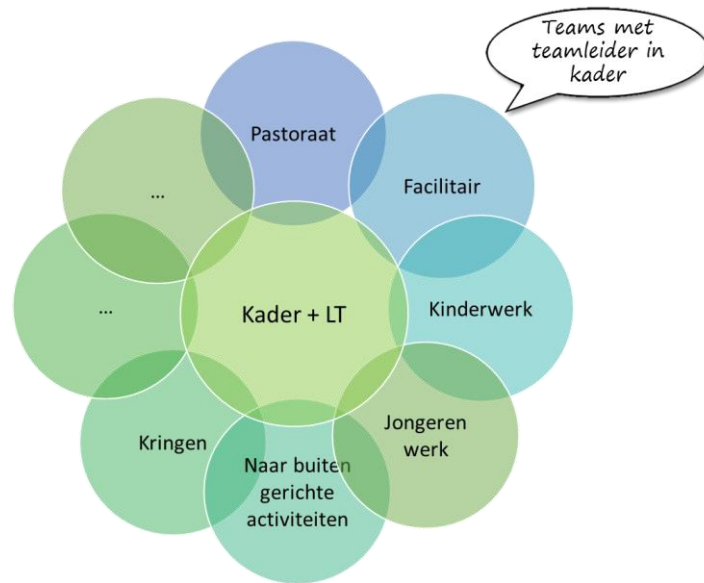 Teams met
teamleider in
kader
Pastoraat
Facilitair
Kinderwerk
Jongeren
werk
Naar buiten
gerichte
activiteiten
Kringen
...
...
Kader + LT